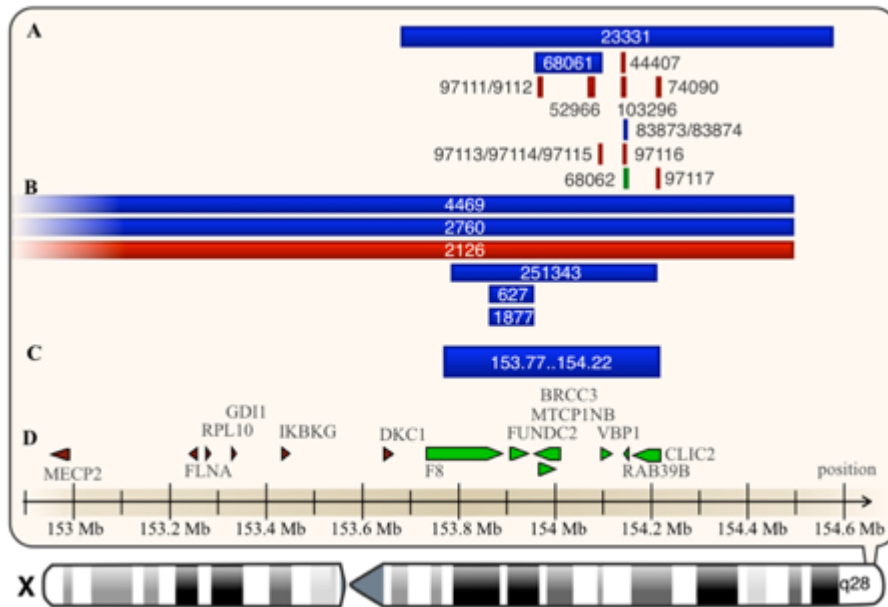 A
23331
68061 44407
97111/9112 74090
52966 103296
83873/83874
97113/97114/97115 97116
68062 97117
B
4469
2760
2126
251343
627
1877
C
153.77..154.22
BRCC3
GDI1 MTCP1NB
D RPL10 IKBKG DKC1 FUNDC2 VBP1 CLIC2
MECP2 FLNA F8 RAB39B position
153 Mb 153.2 Mb 153.4 Mb 153.6 Mb 153.8 Mb 154 Mb 154.2 Mb 154.4 Mb 154.6 Mb
X q28